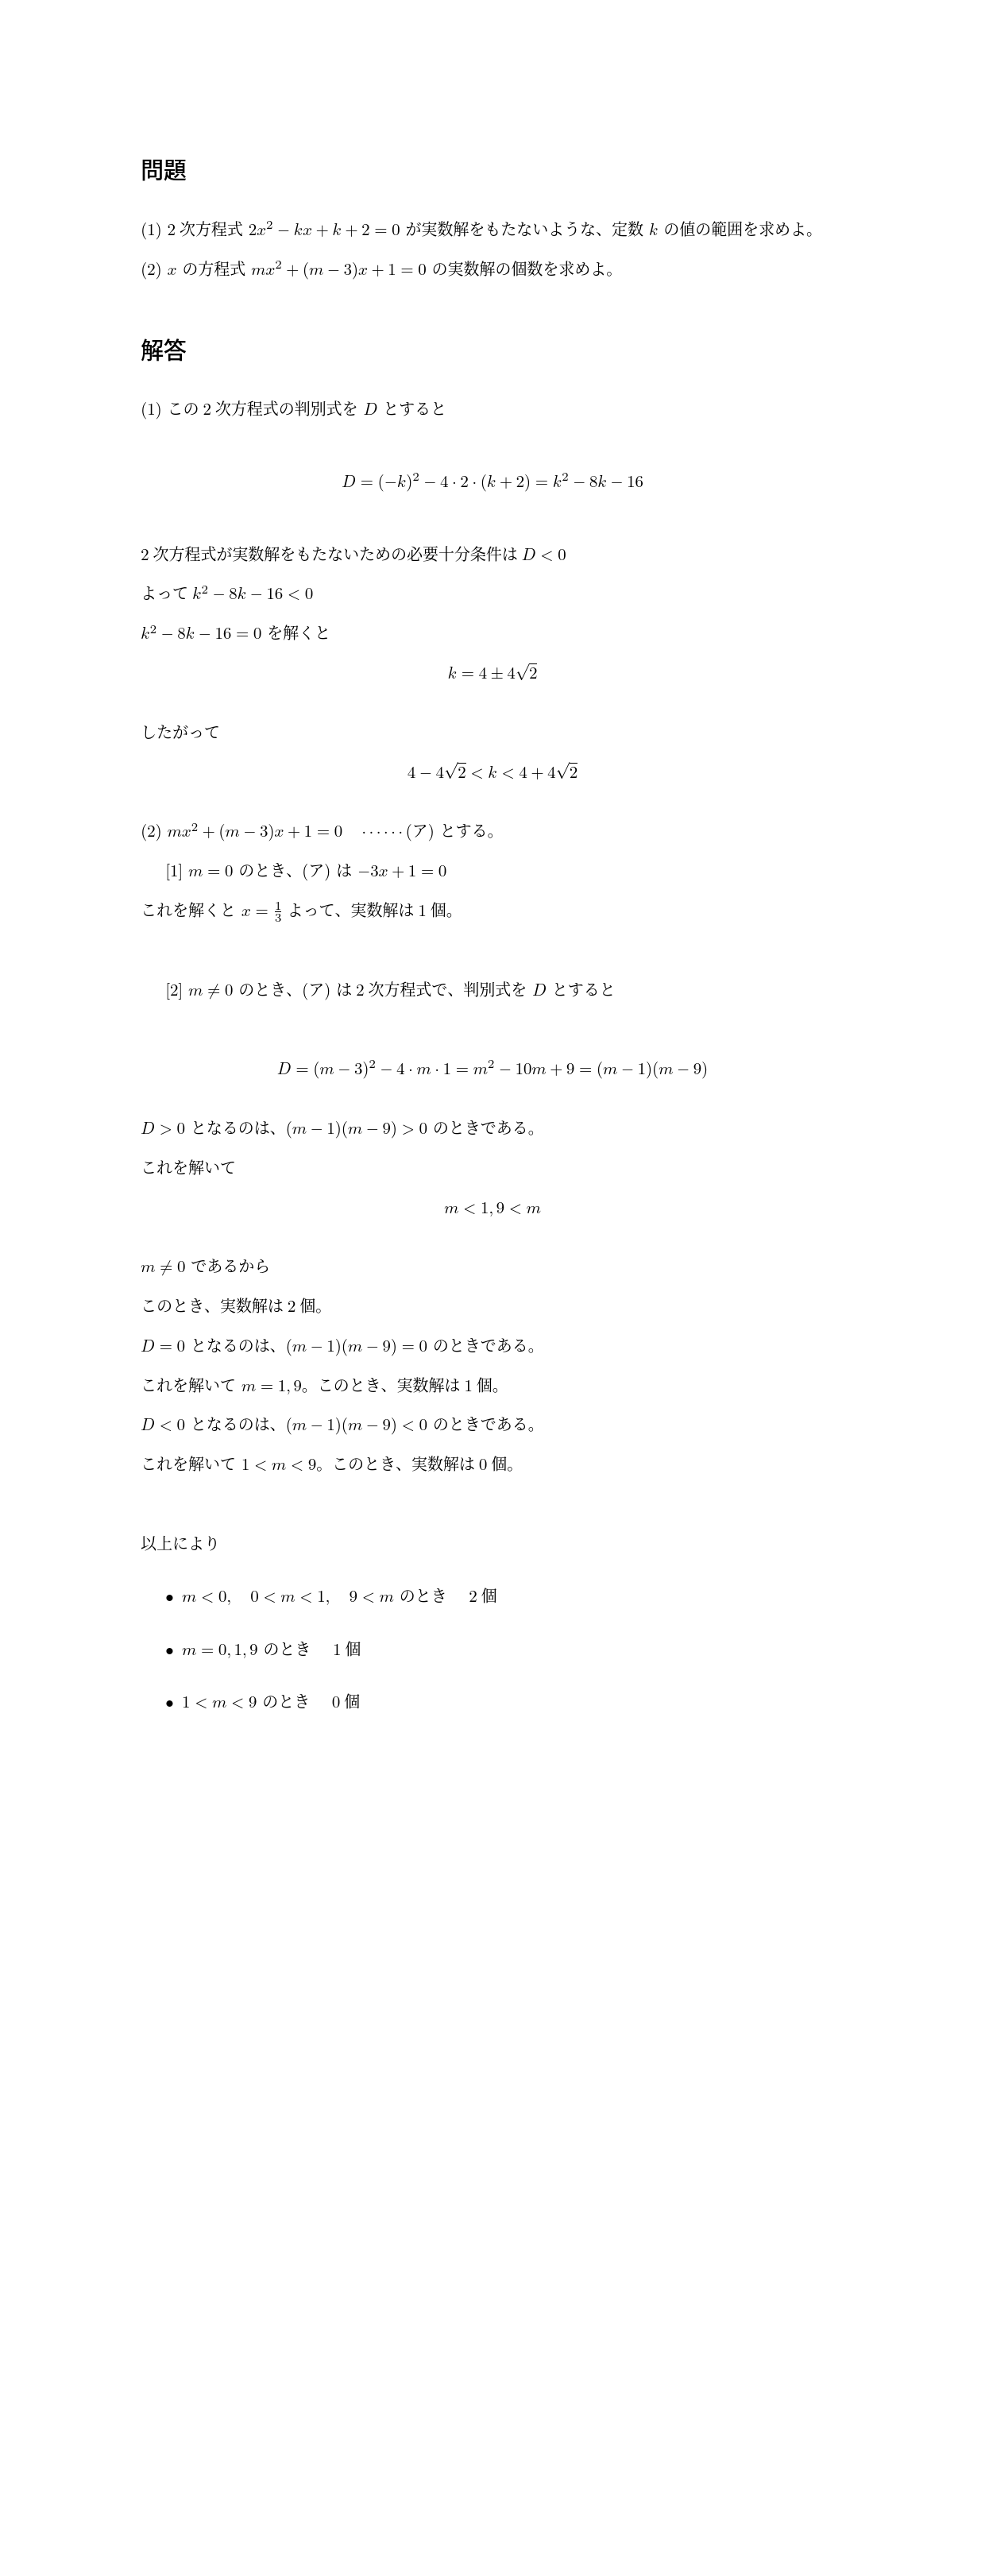 問題
(1) 2 次方程式 $2x^2 - kx + k + 2 = 0$ が実数解をもたないような、定数 $k$ の値の範囲を求めよ。
(2) $x$ の方程式 $mx^2 + (m - 3)x + 1 = 0$ の実数解の個数を求めよ。
解答
(1) この 2 次方程式の判別式を $D$ とすると
$D = (-k)^2 - 4 \cdot 2 \cdot (k + 2) = k^2 - 8k - 16$
2 次方程式が実数解をもたないための必要十分条件は $D < 0$
よって $k^2 - 8k - 16 < 0$
$k^2 - 8k - 16 = 0$ を解くと
$k = 4 \pm 4\sqrt{2}$
したがって
$4 - 4\sqrt{2} < k < 4 + 4\sqrt{2}$
(2) $mx^2 + (m - 3)x + 1 = 0$ ⋯⋯(ア) とする。
[1] $m = 0$ のとき、(ア) は $-3x + 1 = 0$
これを解くと $x = \frac{1}{3}$ よって、実数解は 1 個。
[2] $m \neq 0$ のとき、(ア) は 2 次方程式で、判別式を $D$ とすると
$D = (m - 3)^2 - 4 \cdot m \cdot 1 = m^2 - 10m + 9 = (m - 1)(m - 9)$
$D > 0$ となるのは、$(m - 1)(m - 9) > 0$ のときである。
これを解いて
$m < 1, 9 < m$
$m \neq 0$ であるから
このとき、実数解は 2 個。
$D = 0$ となるのは、$(m - 1)(m - 9) = 0$ のときである。
これを解いて $m = 1, 9$。このとき、実数解は 1 個。
$D < 0$ となるのは、$(m - 1)(m - 9) < 0$ のときである。
これを解いて $1 < m < 9$。このとき、実数解は 0 個。
以上により
• $m < 0, \quad 0 < m < 1, \quad 9 < m$ のとき 2 個
• $m = 0, 1, 9$ のとき 1 個
• $1 < m < 9$ のとき 0 個